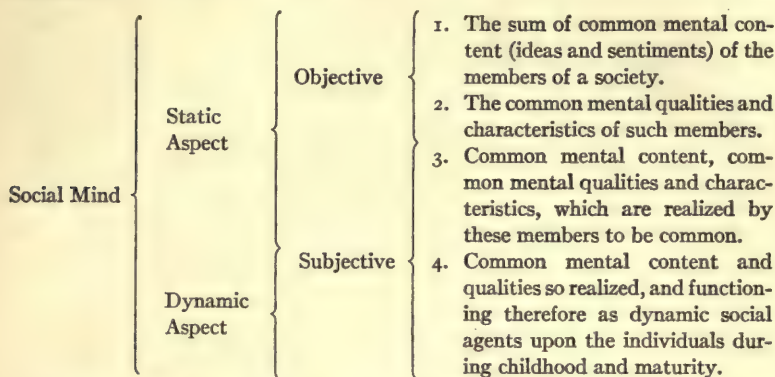 Social Mind
Static
Aspect
Dynamic
Aspect
Objective
Subjective
1. The sum of common mental con-
tent (ideas and sentiments) of the
members of a society.
2. The common mental qualities and
characteristics of such members.
3. Common mental content, com-
mon mental qualities and charac-
teristics, which are realized by
these members to be common.
4. Common mental content and
qualities so realized, and function-
ing therefore as dynamic social
agents upon the individuals dur-
ing childhood and maturity.